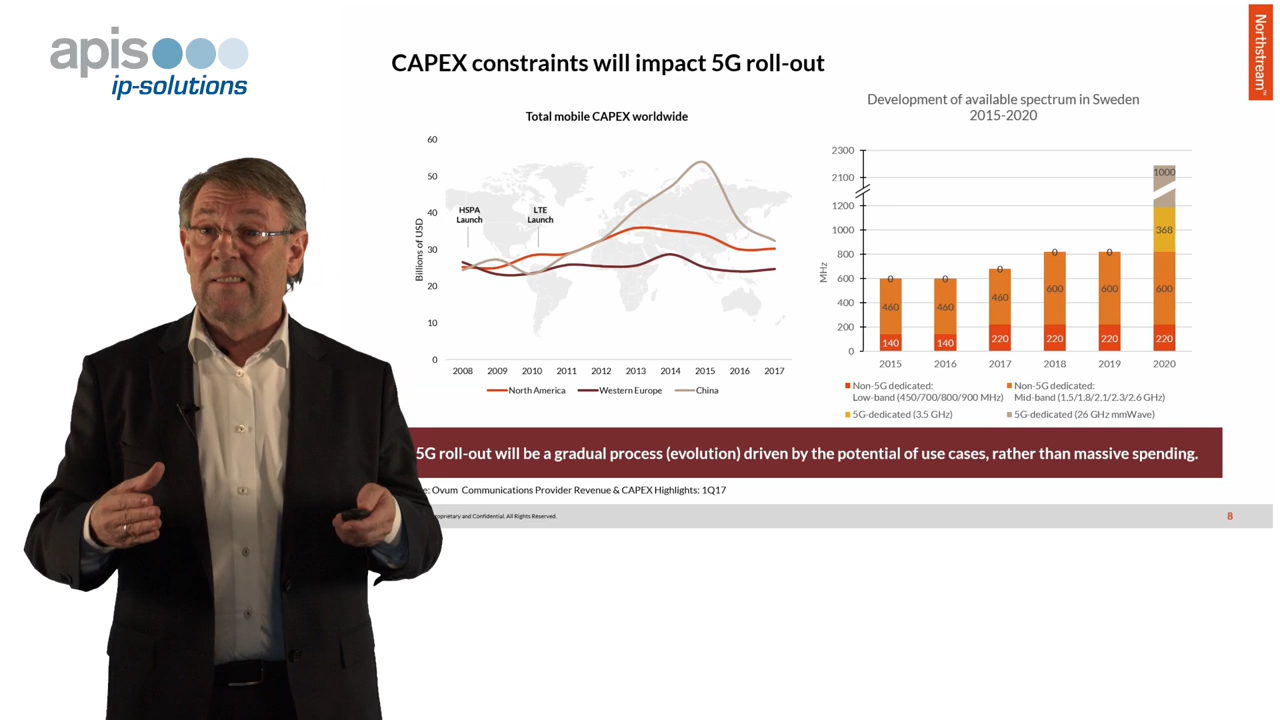 apis
ip-solutions
Northstream™
CAPEX constraints will impact 5G roll-out
Total mobile CAPEX worldwide
60
50
40
30
20
10
0
Billions of USD
HSPA
Launch
LTE
Launch
2008 2009 2010 2011 2012 2013 2014 2015 2016 2017
North America Western Europe China
Development of available spectrum in Sweden
2015-2020
2300
2100
1200
1000
800
600
400
200
0
MHz
0 0 0 0 0 1000
368
460 460 460 600 600 600
140 140 220 220 220 220
2015 2016 2017 2018 2019 2020
Non-5G dedicated:
Low-band (450/700/800/900 MHz)
Non-5G dedicated:
Mid-band (1.5/1.8/2.1/2.3/2.6 GHz)
5G-dedicated (3.5 GHz)
5G-dedicated (26 GHz mmWave)
5G roll-out will be a gradual process (evolution) driven by the potential of use cases, rather than massive spending.
Ovum Communications Provider Revenue & CAPEX Highlights: 1Q17
and Confidential. All Rights Reserved.
8